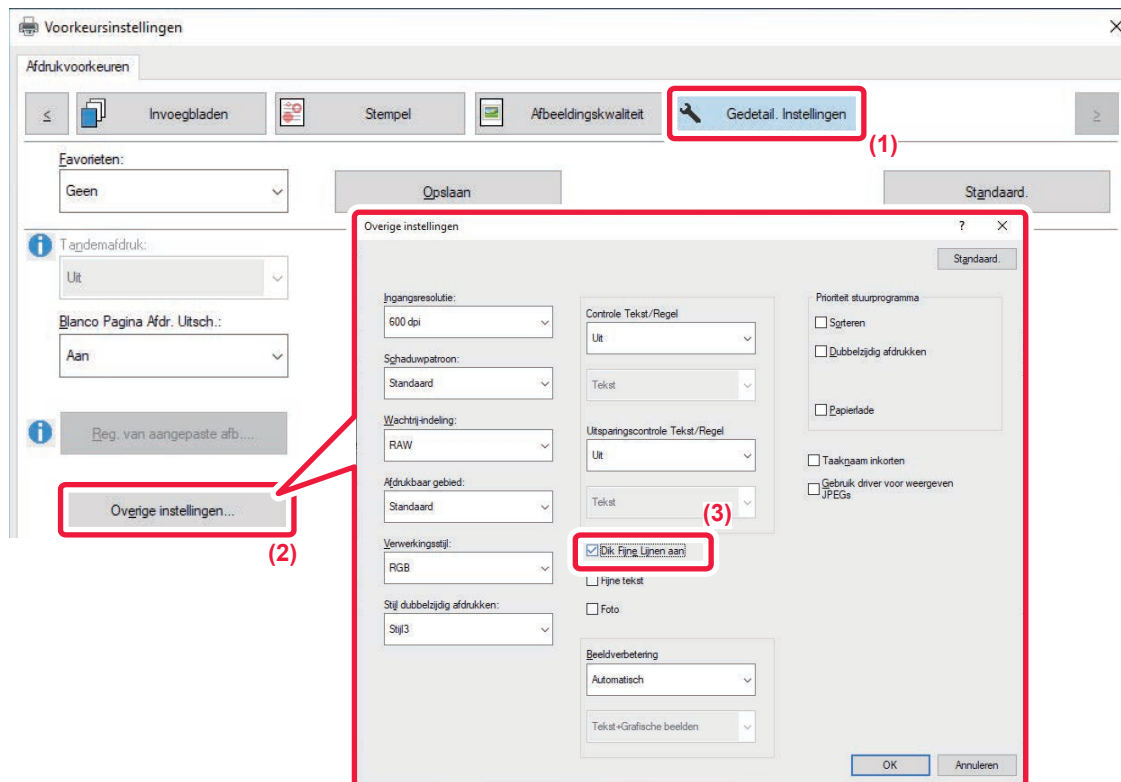 Voorkeursinstellingen
Afdrukvoorkeuren
<
Invoegbladen
Stempel
Afbeeldingskwaliteit
Gedetail. Instellingen
>
(1)
Favorieten:
Geen
Opslaan
Standaard.
Tandemafdruk:
Uit
Blanco Pagina Afdr. Uitsch.:
Aan
Reg. van aangepaste afb....
Overige instellingen...
(2)
Overige instellingen
?
Standaard.
Ingangsresolutie:
600 dpi
Schaduwpatroon:
Standaard
Wachtrij-indeling:
RAW
Afdrukbaar gebied:
Standaard
Verwerkingsstijl:
RGB
Stijl dubbelzijdig afdrukken:
Stijl3
Controle Tekst/Regel
Uit
Tekst
Uitsparingscontrole Tekst/Regel
Uit
Tekst
(3)
Dik Fijne Lijnen aan
Fijne tekst
Foto
Beeldverbetering
Automatisch
Tekst+Grafische beelden
Prioriteit stuurprogramma
Sorteren
Dubbelzijdig afdrukken
Papierlade
Taaknaam inkorten
Gebruik driver voor weergeven
JPEGs
OK
Annuleren